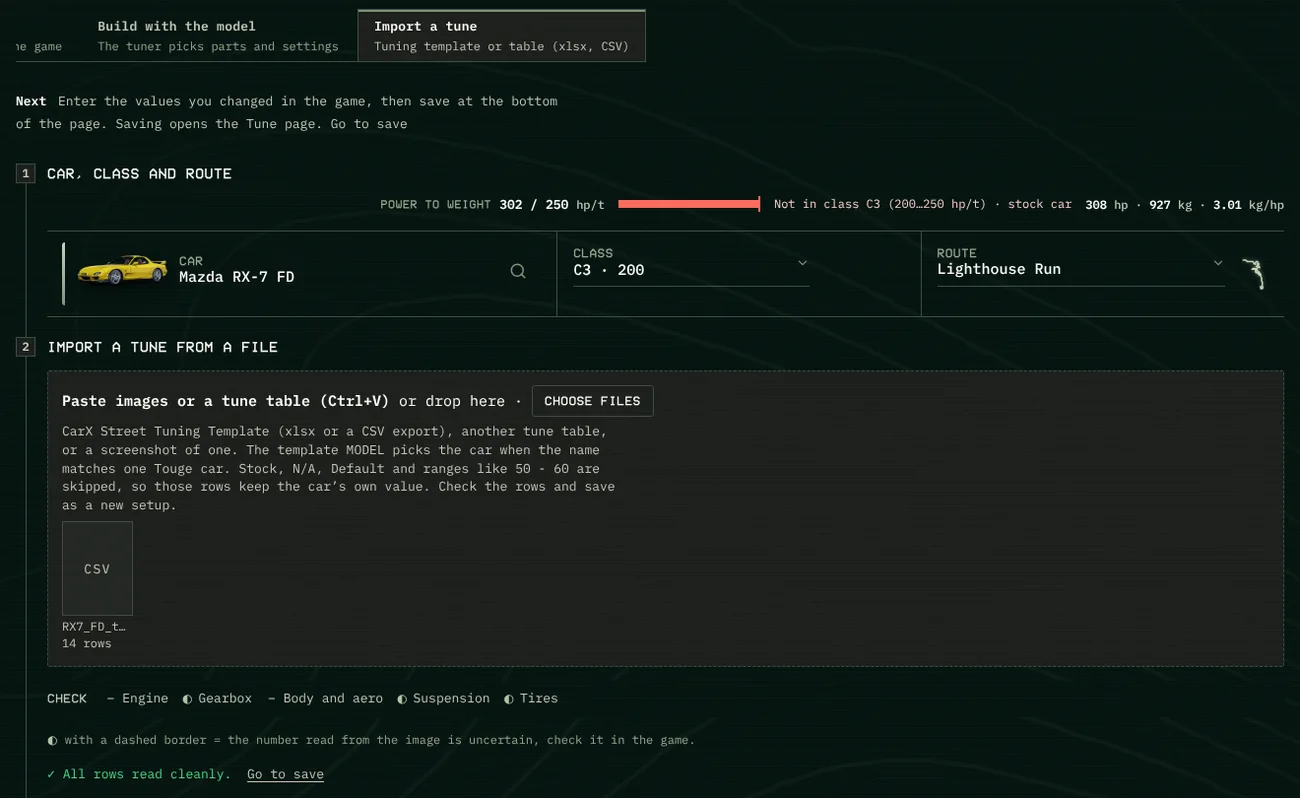 Build with the model
Import a tune
he game
The tuner picks parts and settings
Tuning template or table (xlsx, CSV)
Next Enter the values you changed in the game, then save at the bottom
of the page. Saving opens the Tune page. Go to save
1 CAR, CLASS AND ROUTE
POWER TO WEIGHT 302 / 250 hp/t Not in class C3 (200…250 hp/t) · stock car 308 hp · 927 kg · 3.01 kg/hp
CAR
Mazda RX-7 FD
CLASS
C3 · 200
ROUTE
Lighthouse Run
2 IMPORT A TUNE FROM A FILE
Paste images or a tune table (Ctrl+V) or drop here · CHOOSE FILES
CarX Street Tuning Template (xlsx or a CSV export), another tune table,
or a screenshot of one. The template MODEL picks the car when the name
matches one Touge car. Stock, N/A, Default and ranges like 50 - 60 are
skipped, so those rows keep the car’s own value. Check the rows and save
as a new setup.
CSV
RX7_FD_t…
14 rows
CHECK – Engine ◐ Gearbox – Body and aero ◐ Suspension ◐ Tires
◐ with a dashed border = the number read from the image is uncertain, check it in the game.
✓ All rows read cleanly. Go to save